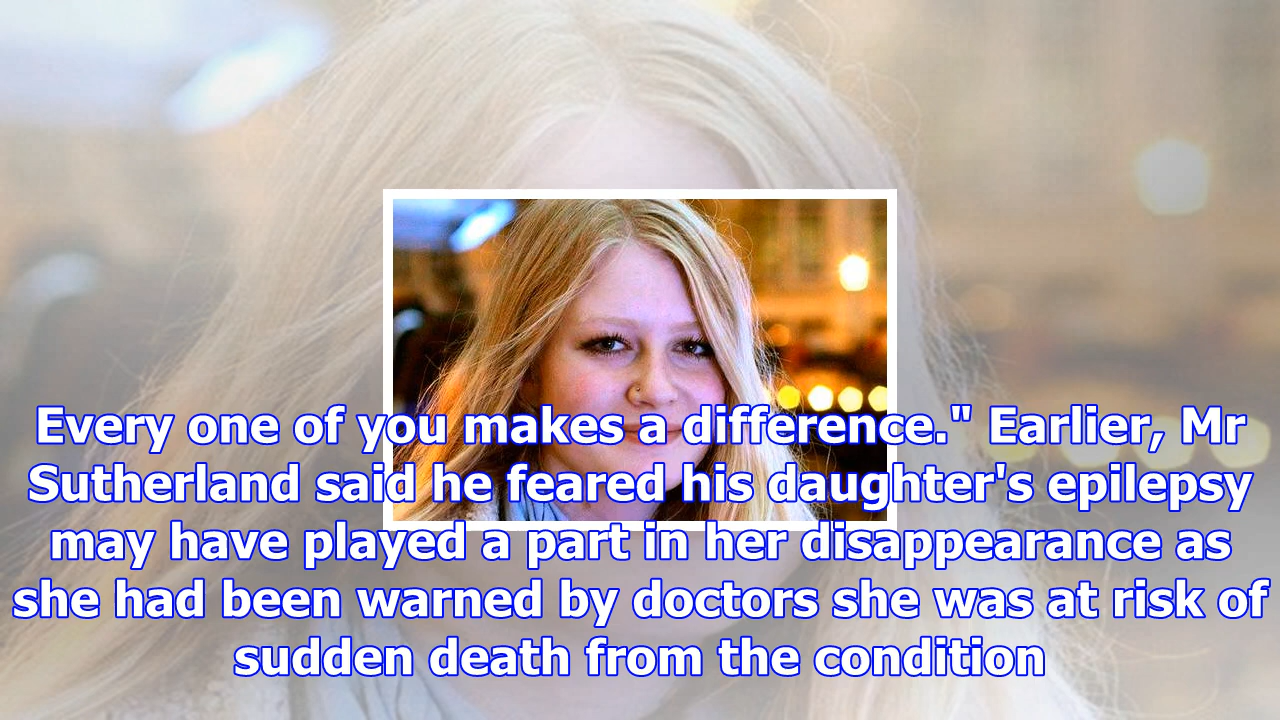 Every one of you makes a difference." Earlier, Mr
Sutherland said he feared his daughter's epilepsy
may have played a part in her disappearance as
she had been warned by doctors she was at risk of
sudden death from the condition